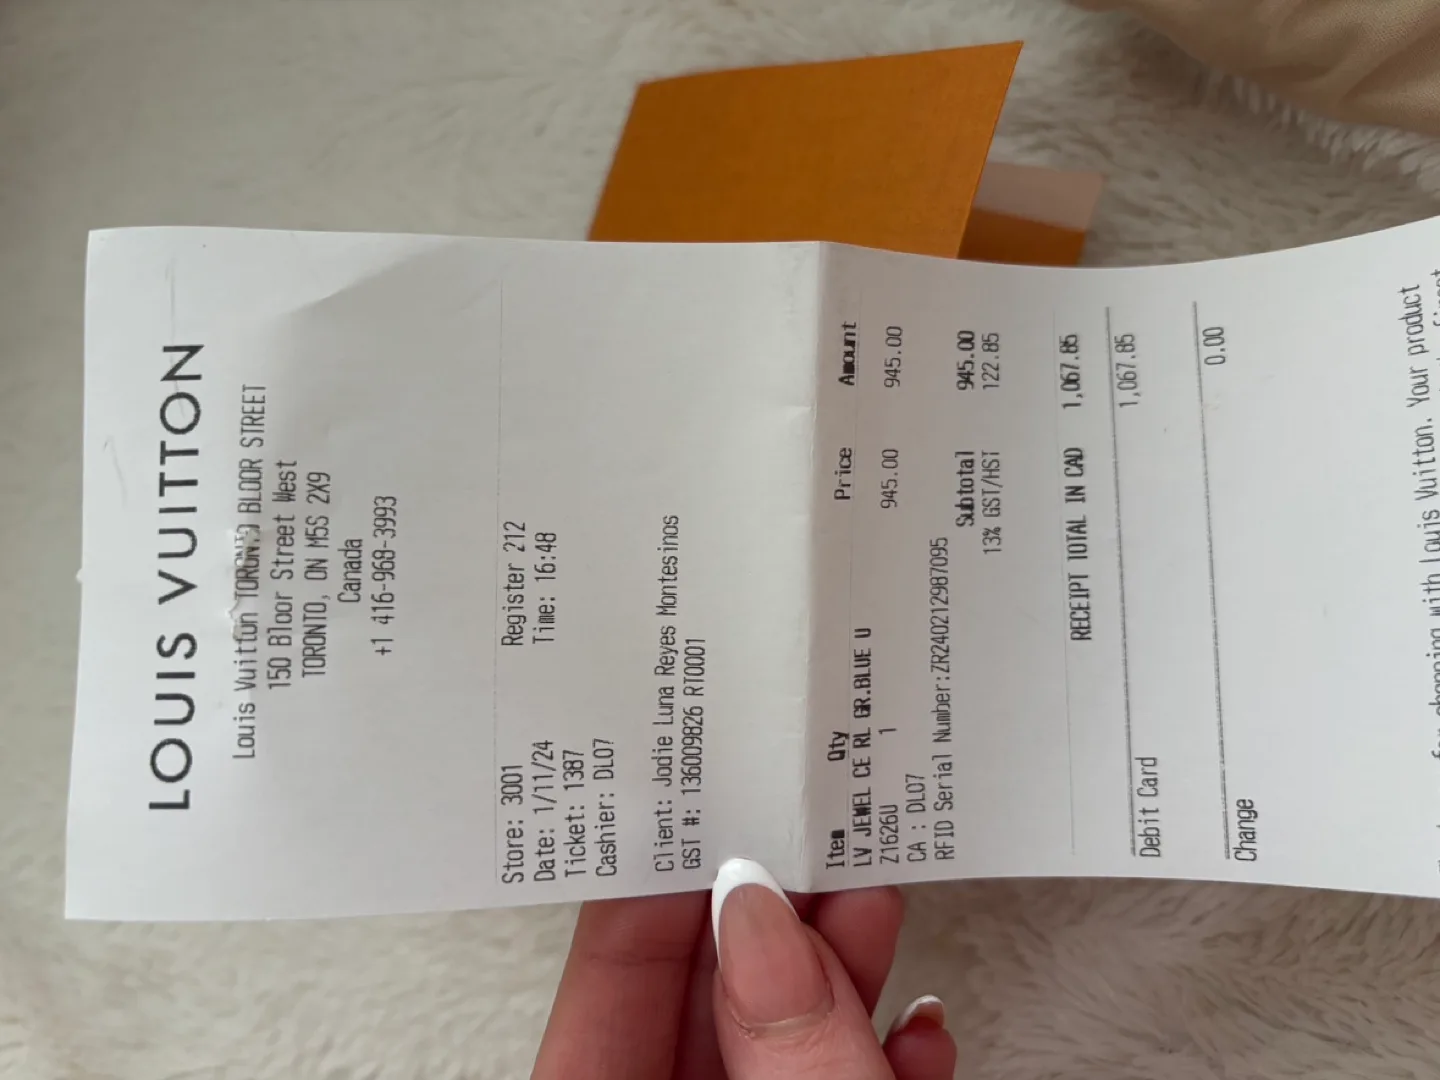 LOUIS VUITTON
Louis Vuitton TORONTO BLOOR STREET
150 Bloor Street West
TORONTO, ON M5S 2X9
Canada
+1 416-968-3993
Store: 3001 Register 212
Date: 1/11/24 Time: 16:48
Ticket: 1387
Cashier: DL07
Client: Jodie Luna Reyes Montesinos
GST #: 136009826 RT0001
Item Qty Price Amount
LV JEWEL CE RL GR.BLUE U
Z1626U 1 945.00 945.00
CA : DL07
RFID Serial Number:ZR240212987095
Subtotal 945.00
13% GST/HST 122.85
RECEIPT TOTAL IN CAD 1,067.85
Debit Card 1,067.85
Change 0.00
shopping with Louis Vuitton. Your product